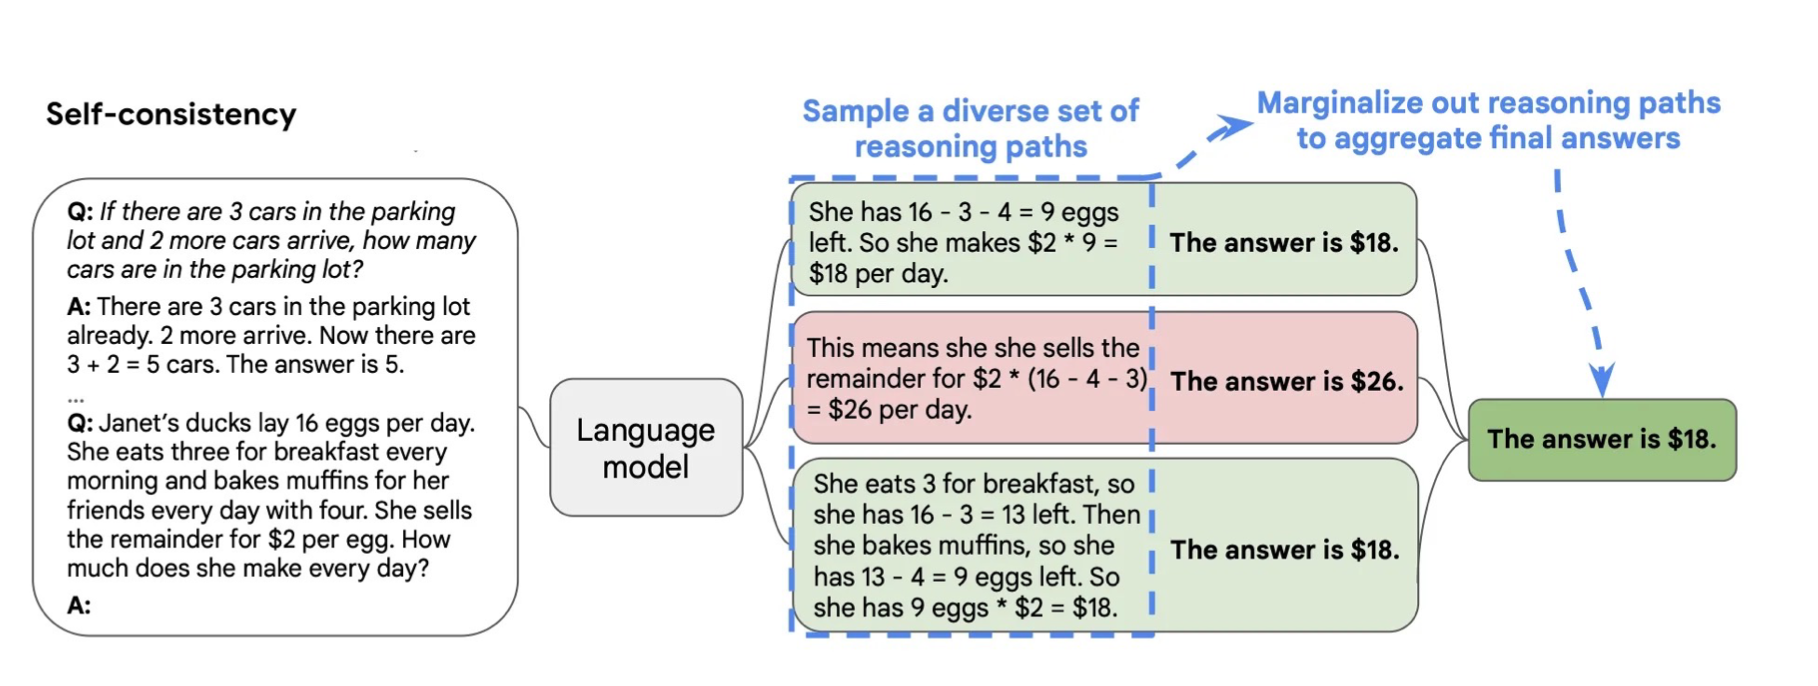 Self-consistency
Q: If there are 3 cars in the parking
lot and 2 more cars arrive, how many
cars are in the parking lot?
A: There are 3 cars in the parking lot
already. 2 more arrive. Now there are
3 + 2 = 5 cars. The answer is 5.
...
Q: Janet’s ducks lay 16 eggs per day.
She eats three for breakfast every
morning and bakes muffins for her
friends every day with four. She sells
the remainder for $2 per egg. How
much does she make every day?
A:
Language
model
Sample a diverse set of
reasoning paths
She has 16 - 3 - 4 = 9 eggs
left. So she makes $2 * 9 =
$18 per day.
The answer is $18.
This means she she sells the
remainder for $2 * (16 - 4 - 3)
= $26 per day.
The answer is $26.
She eats 3 for breakfast, so
she has 16 - 3 = 13 left. Then
she bakes muffins, so she
has 13 - 4 = 9 eggs left. So
she has 9 eggs * $2 = $18.
The answer is $18.
Marginalize out reasoning paths
to aggregate final answers
The answer is $18.